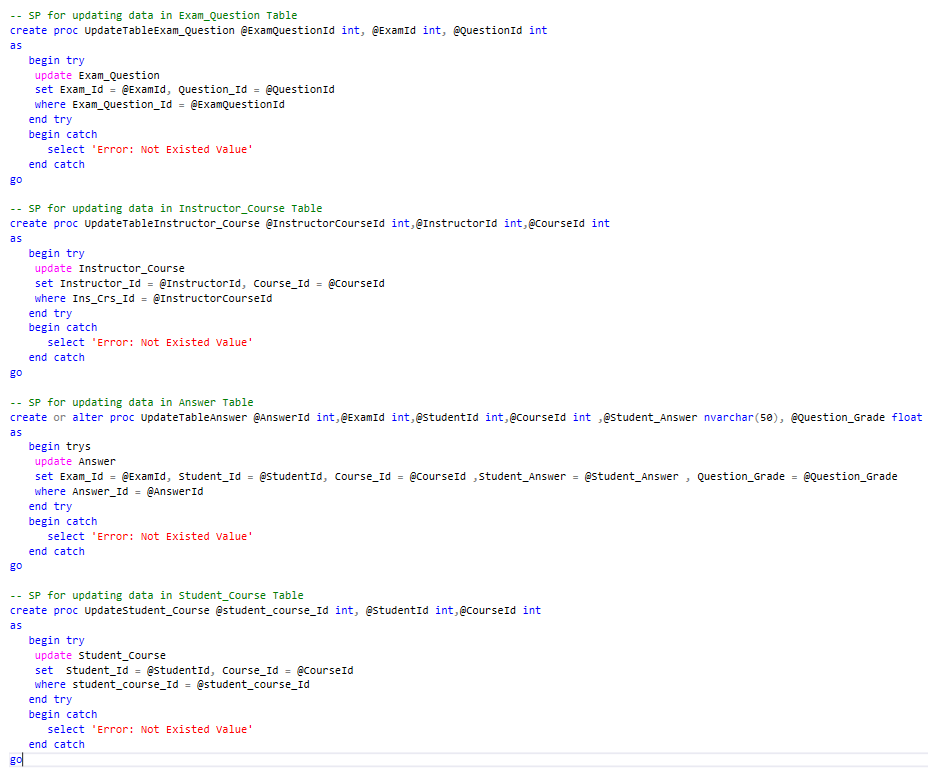 -- SP for updating data in Exam_Question Table
create proc UpdateTableExam_Question @ExamQuestionId int, @ExamId int, @QuestionId int
as
begin try
update Exam_Question
set Exam_Id = @ExamId, Question_Id = @QuestionId
where Exam_Question_Id = @ExamQuestionId
end try
begin catch
select 'Error: Not Existed Value'
end catch
go
-- SP for updating data in Instructor_Course Table
create proc UpdateTableInstructor_Course @InstructorCourseId int,@InstructorId int,@CourseId int
as
begin try
update Instructor_Course
set Instructor_Id = @InstructorId, Course_Id = @CourseId
where Ins_Crs_Id = @InstructorCourseId
end try
begin catch
select 'Error: Not Existed Value'
end catch
go
-- SP for updating data in Answer Table
create or alter proc UpdateTableAnswer @AnswerId int,@ExamId int,@StudentId int,@CourseId int ,@Student_Answer nvarchar(50), @Question_Grade float
as
begin trys
update Answer
set Exam_Id = @ExamId, Student_Id = @StudentId, Course_Id = @CourseId ,Student_Answer = @Student_Answer , Question_Grade = @Question_Grade
where Answer_Id = @AnswerId
end try
begin catch
select 'Error: Not Existed Value'
end catch
go
-- SP for updating data in Student_Course Table
create proc UpdateStudent_Course @student_course_Id int, @StudentId int,@CourseId int
as
begin try
update Student_Course
set  Student_Id = @StudentId, Course_Id = @CourseId
where student_course_Id = @student_course_Id
end try
begin catch
select 'Error: Not Existed Value'
end catch
go